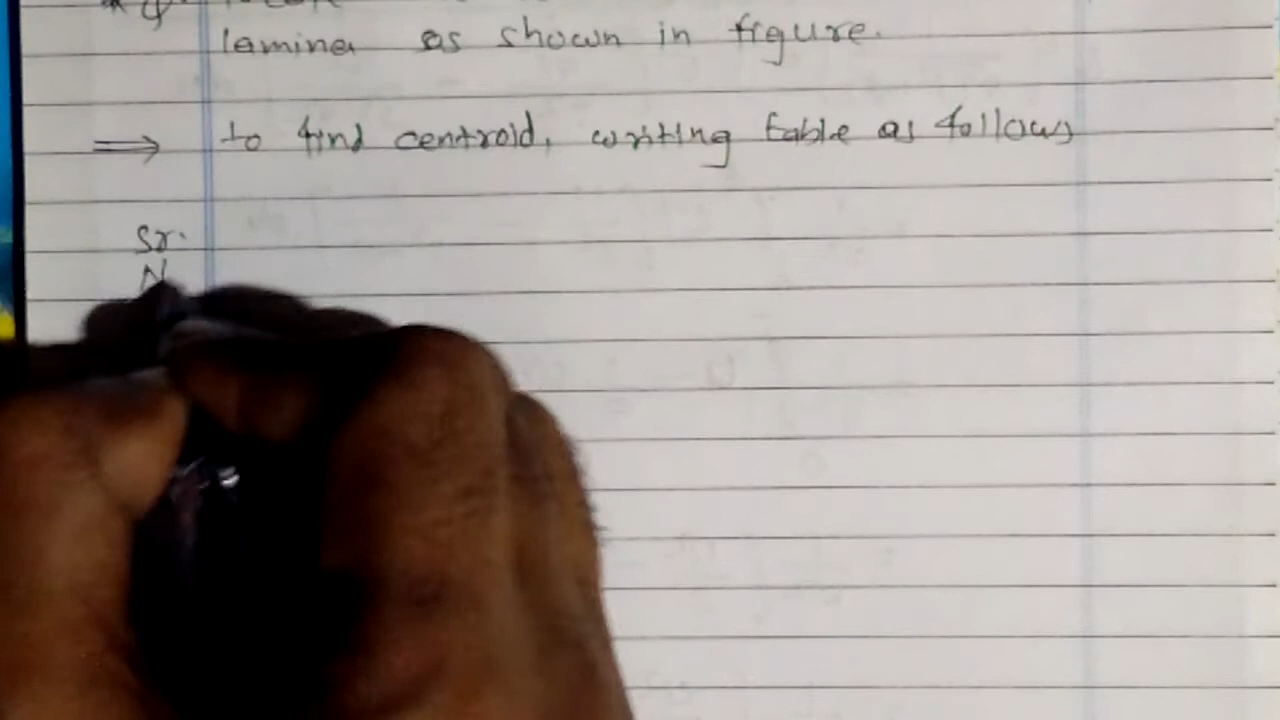 lamina as shown in figure.
⇒ to find centroid, writing table as follows
Sr.
N